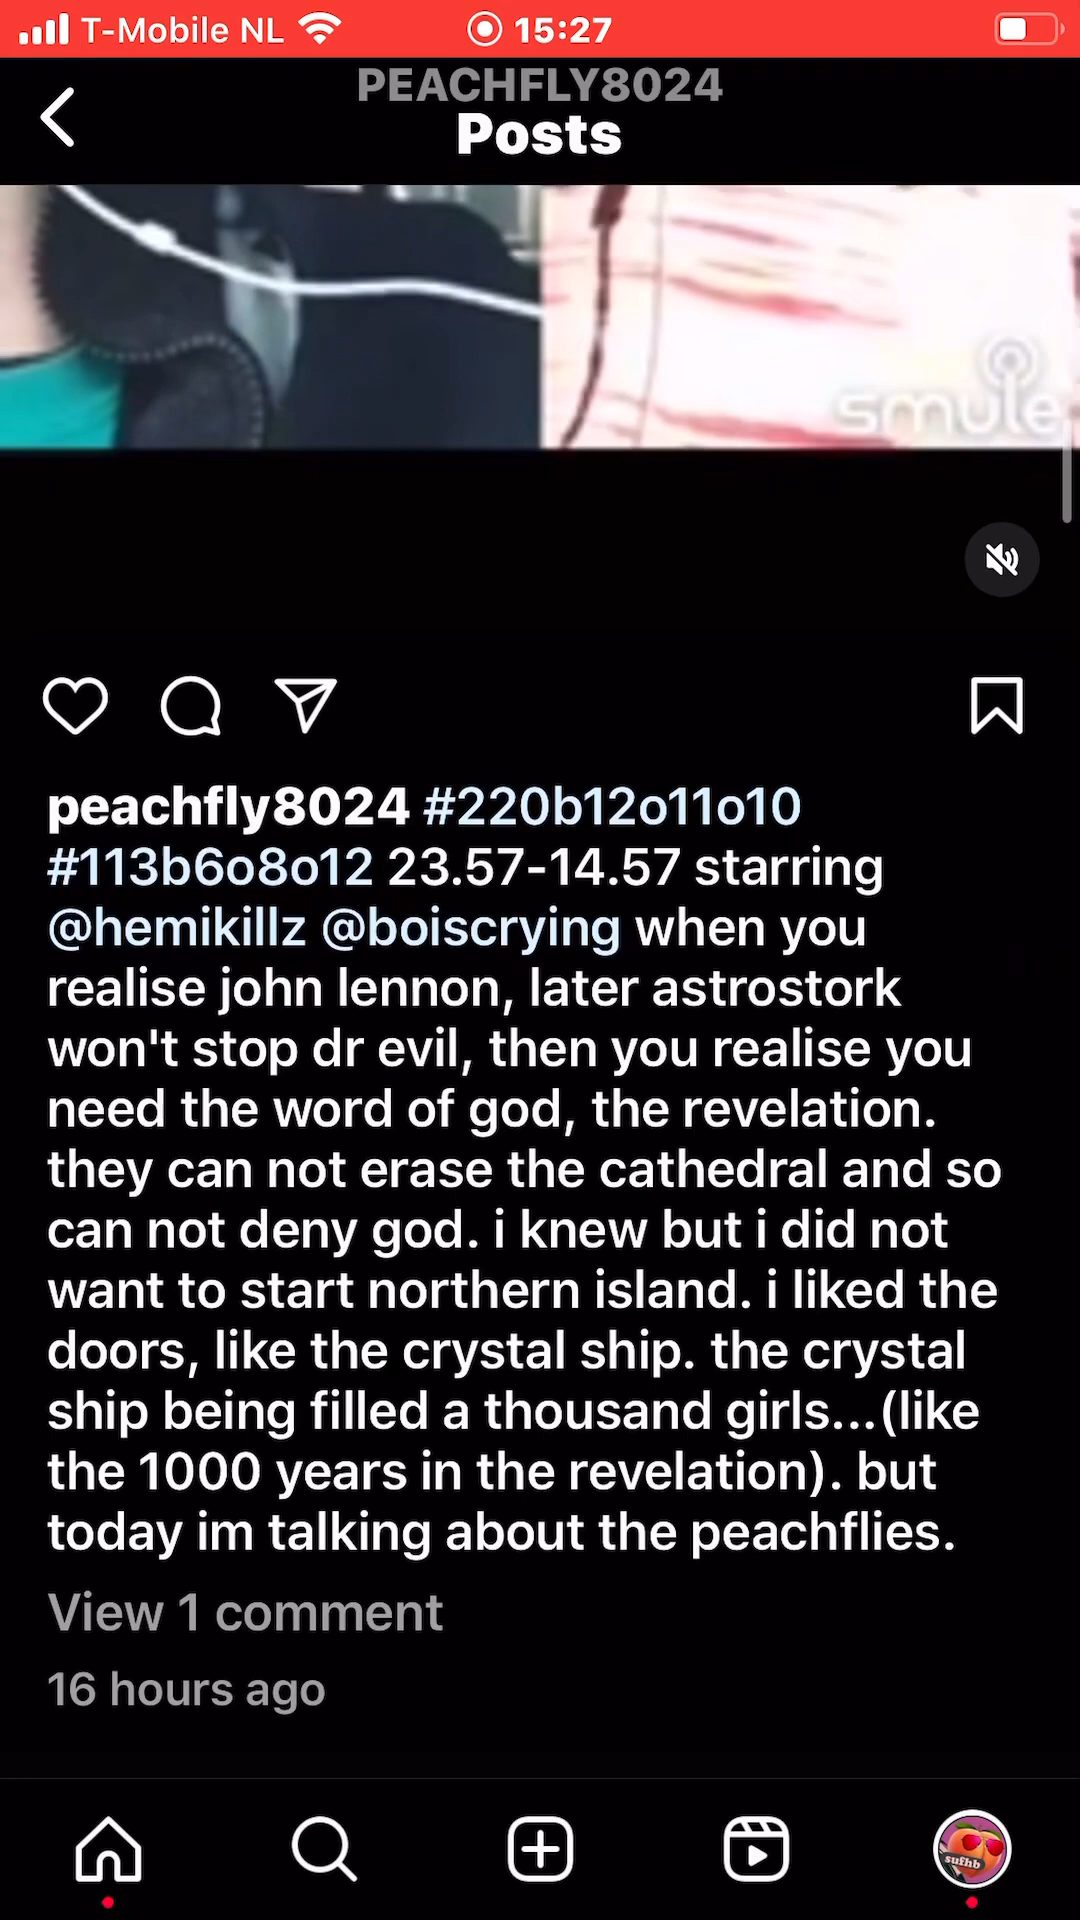 T-Mobile NL 15:27
PEACHFLY8024
Posts
smule
peachfly8024 #220b12o11o10
#113b6o8o12 23.57-14.57 starring
@hemikillz @boiscrying when you
realise john lennon, later astrostork
won't stop dr evil, then you realise you
need the word of god, the revelation.
they can not erase the cathedral and so
can not deny god. i knew but i did not
want to start northern island. i liked the
doors, like the crystal ship. the crystal
ship being filled a thousand girls...(like
the 1000 years in the revelation). but
today im talking about the peachflies.
View 1 comment
16 hours ago
sufhb